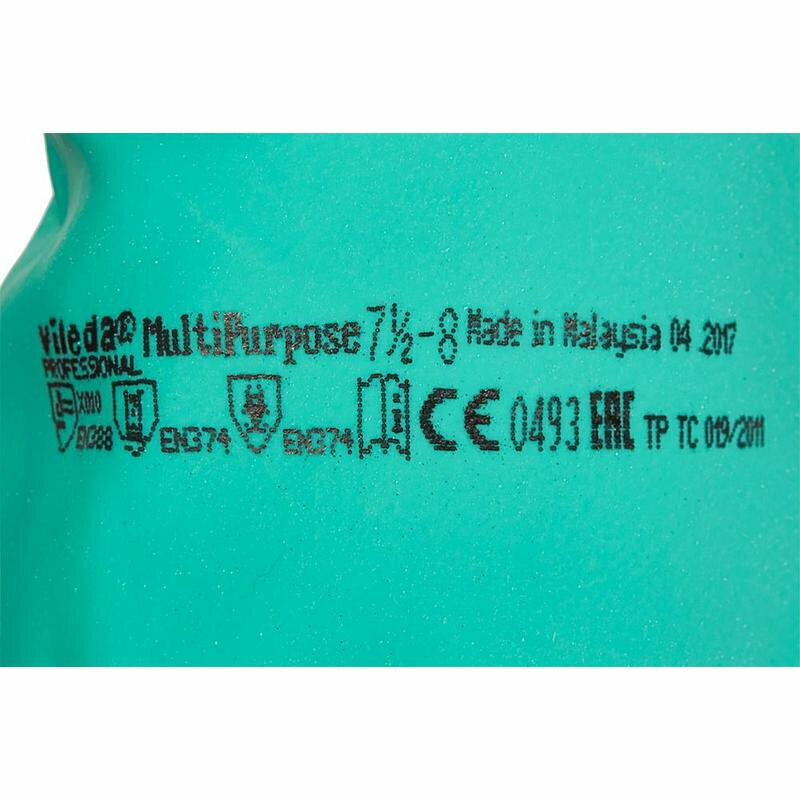 Vileda® MultiPurpose 7½-8 Made in Malaysia 04 2017
PROFESSIONAL
X010 EN388 EN374 EN374 CE 0493 EAC TP TC 019/2011